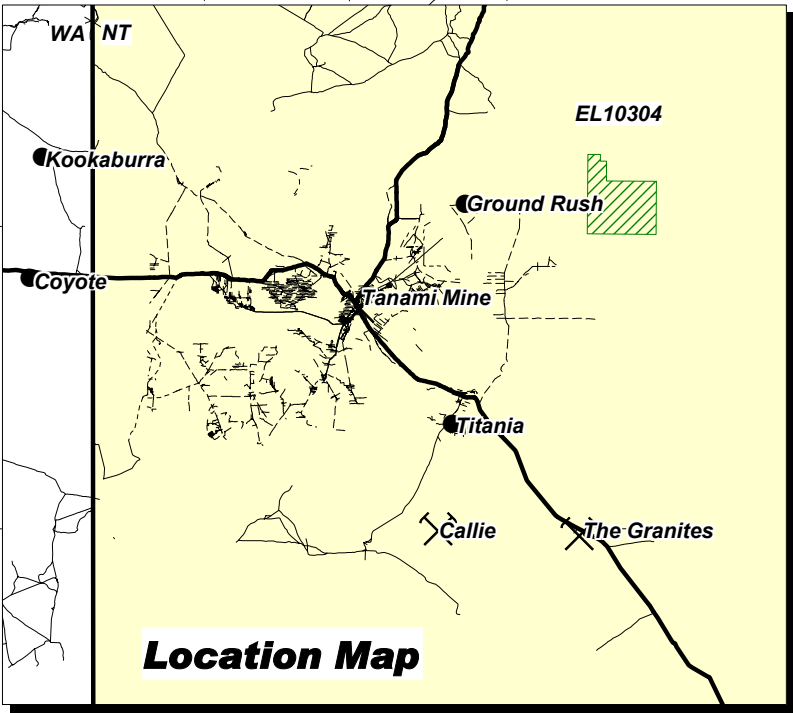 WA NT
EL10304
Kookaburra
Ground Rush
Coyote
Tanami Mine
Titania
Callie
The Granites
Location Map